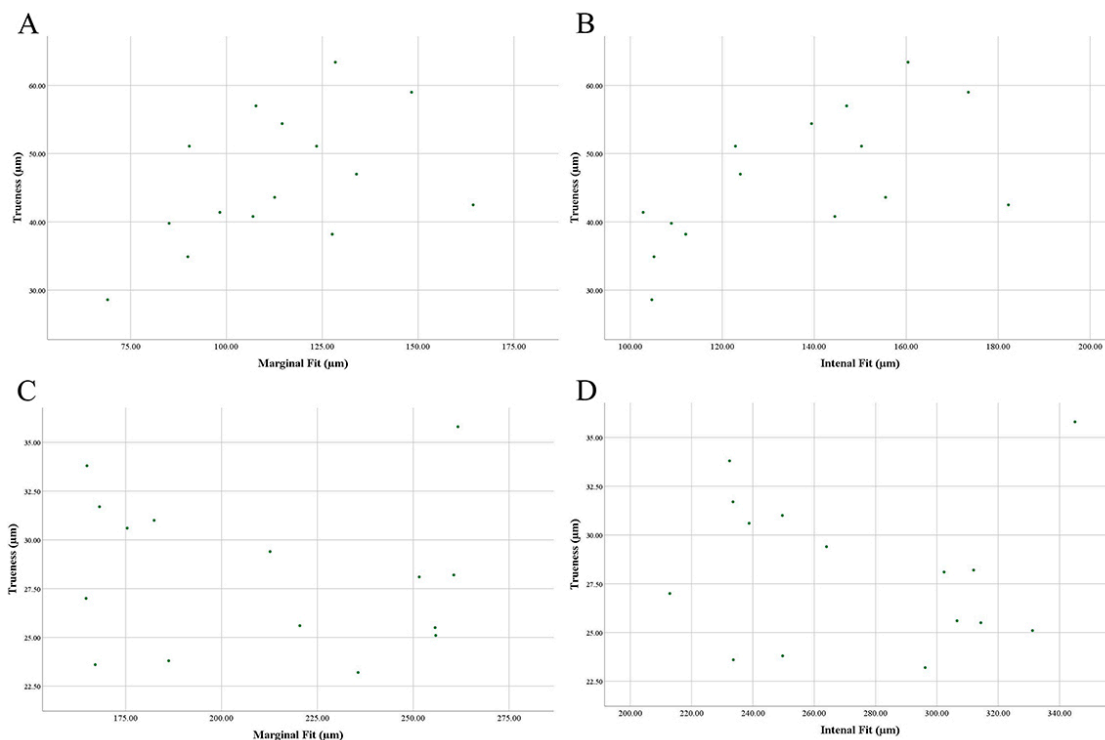 A
Trueness (μm)
60.00
50.00
40.00
30.00
75.00 100.00 125.00 150.00 175.00
Marginal Fit (μm)
B
Trueness (μm)
60.00
50.00
40.00
30.00
100.00 120.00 140.00 160.00 180.00 200.00
Intenal Fit (μm)
C
Trueness (μm)
35.00
32.50
30.00
27.50
25.00
22.50
175.00 200.00 225.00 250.00 275.00
Marginal Fit (μm)
D
Trueness (μm)
35.00
32.50
30.00
27.50
25.00
22.50
200.00 220.00 240.00 260.00 280.00 300.00 320.00 340.00
Intenal Fit (μm)